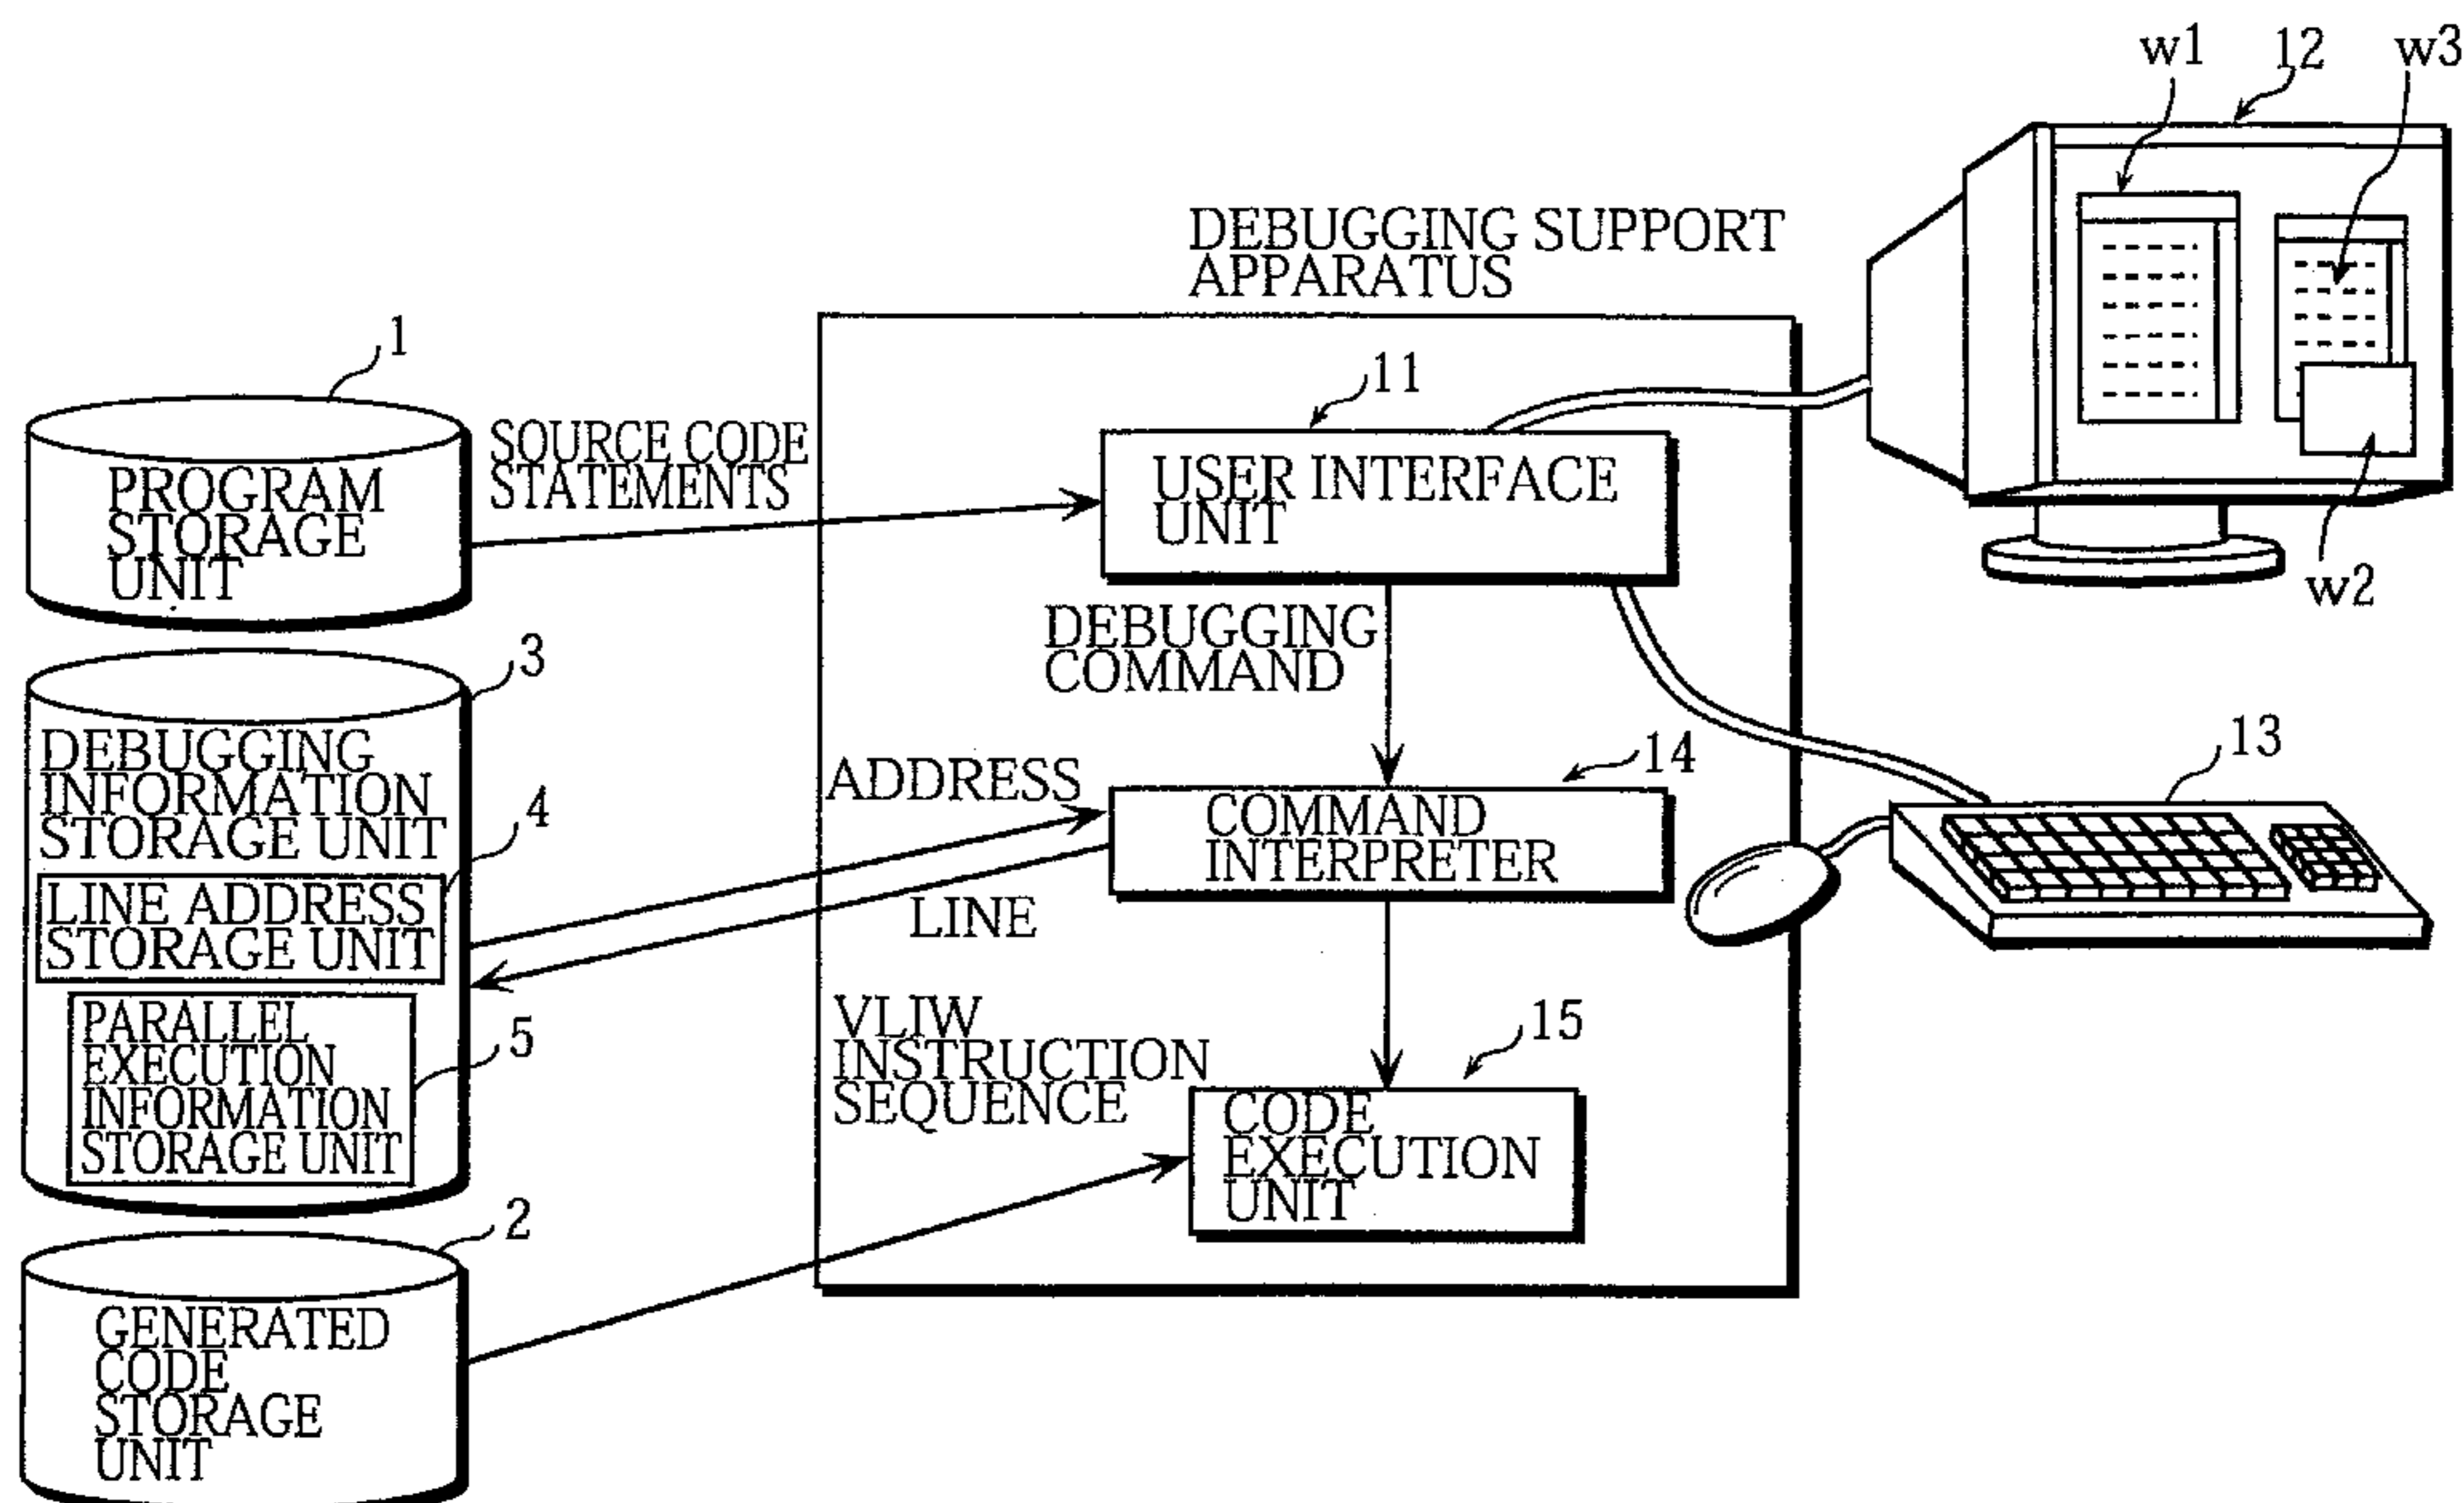 w1
12
w3
DEBUGGING SUPPORT
APPARATUS
1
11
SOURCE CODE
STATEMENTS
PROGRAM
STORAGE
UNIT
USER INTERFACE
UNIT
w2
DEBUGGING
COMMAND
3
DEBUGGING
INFORMATION
STORAGE UNIT
4
ADDRESS
14
13
COMMAND
INTERPRETER
LINE ADDRESS
STORAGE UNIT
LINE
PARALLEL
EXECUTION
INFORMATION
STORAGE UNIT
5
VLIW
INSTRUCTION
SEQUENCE
15
CODE
EXECUTION
UNIT
2
GENERATED
CODE
STORAGE
UNIT